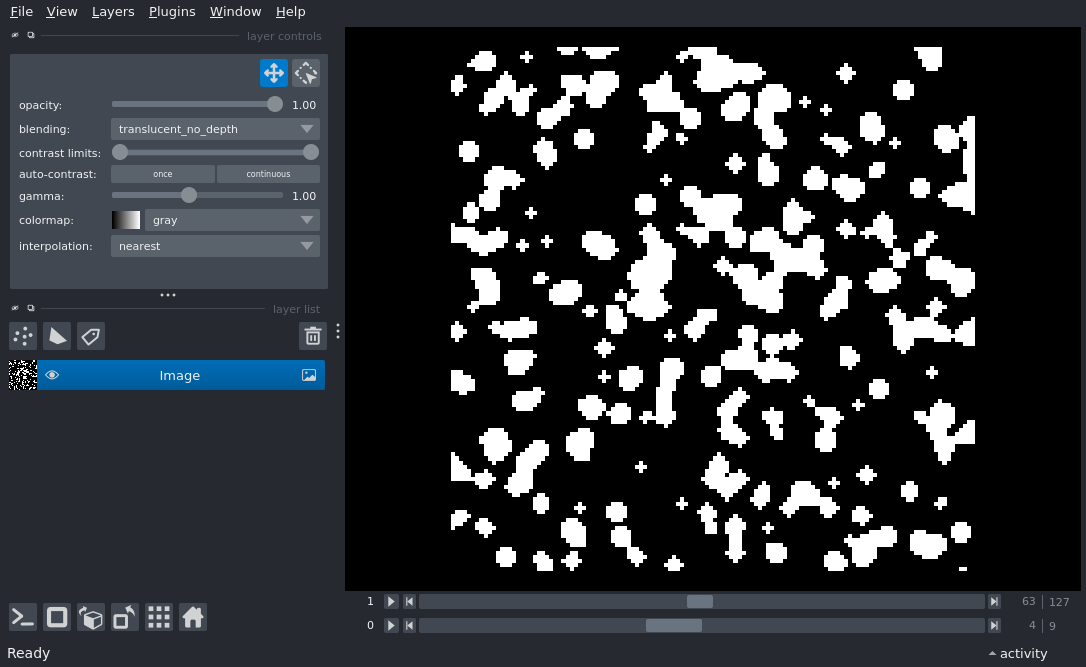 File View Layers Plugins Window Help
layer controls
opacity: 1.00
blending: translucent_no_depth
contrast limits:
auto-contrast: once continuous
gamma: 1.00
colormap: gray
interpolation: nearest
layer list
Image
1 63 127
0 4 9
Ready activity